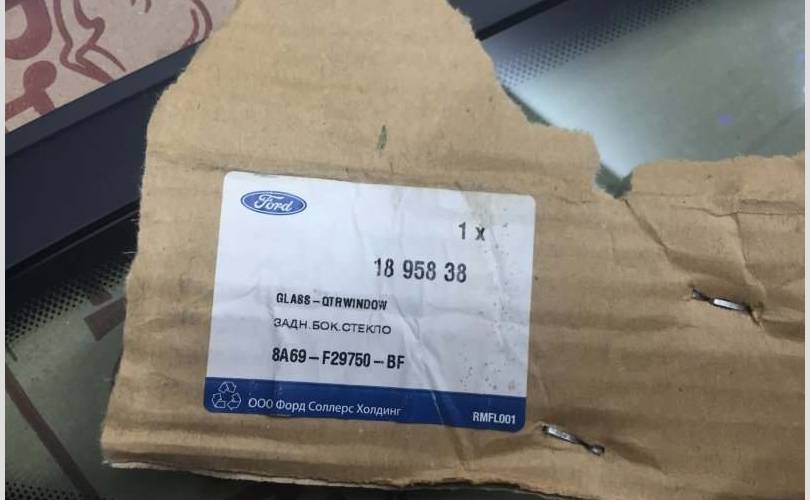 Ford
1 x
18 958 38
GLASS-QTRWINDOW
ЗАДН.БОК.СТЕКЛО
8A69-F29750-BF
ООО Форд Соллерс Холдинг
RMFL001